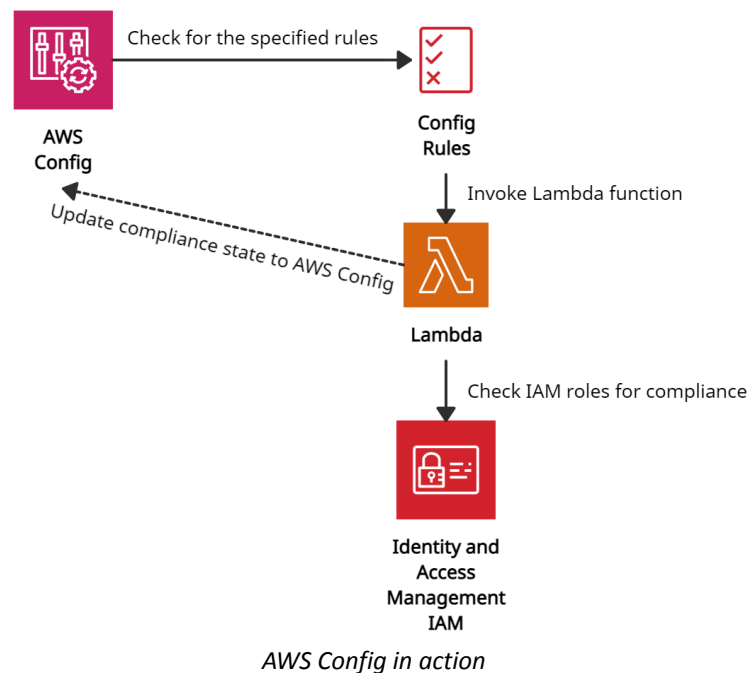 Check for the specified rules
AWS
Config
Config
Rules
Invoke Lambda function
Update compliance state to AWS Config
Lambda
Check IAM roles for compliance
Identity and
Access
Management
IAM
AWS Config in action